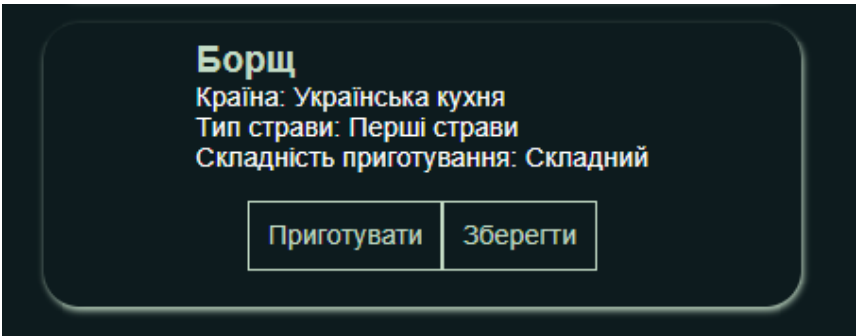 Борщ
Країна: Українська кухня
Тип страви: Перші страви
Складність приготування: Складний
Приготувати
Зберегти